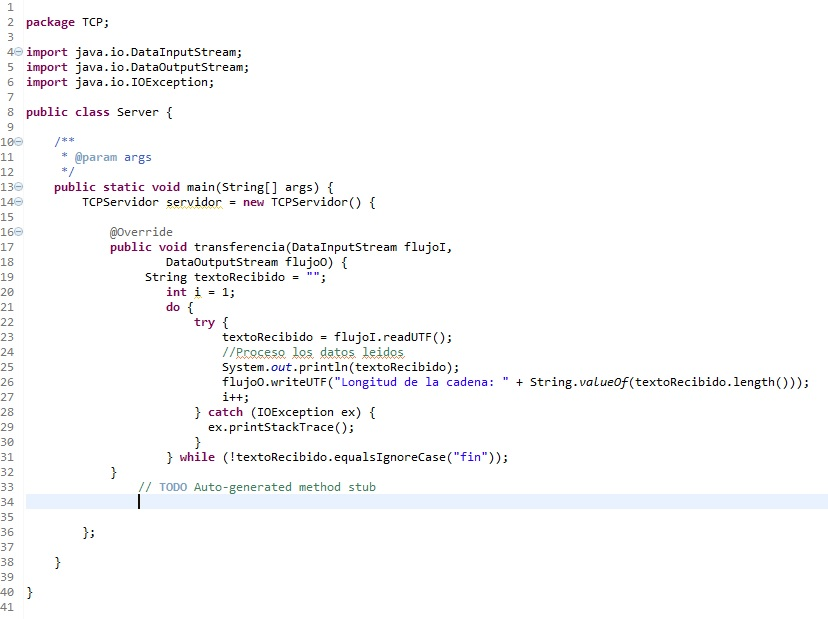 1
2 package TCP;
3
4 import java.io.DataInputStream;
5 import java.io.DataOutputStream;
6 import java.io.IOException;
7
8 public class Server {
9
10 /**
11 * @param args
12 */
13 public static void main(String[] args) {
14 TCPServidor servidor = new TCPServidor() {
15
16 @Override
17 public void transferencia(DataInputStream flujoI,
18 DataOutputStream flujoO) {
19 String textoRecibido = "";
20 int i = 1;
21 do {
22 try {
23 textoRecibido = flujoI.readUTF();
24 //Proceso los datos leidos
25 System.out.println(textoRecibido);
26 flujoO.writeUTF("Longitud de la cadena: " + String.valueOf(textoRecibido.length()));
27 i++;
28 } catch (IOException ex) {
29 ex.printStackTrace();
30 }
31 } while (!textoRecibido.equalsIgnoreCase("fin"));
32 }
33 // TODO Auto-generated method stub
34
35
36 };
37
38 }
39
40 }
41